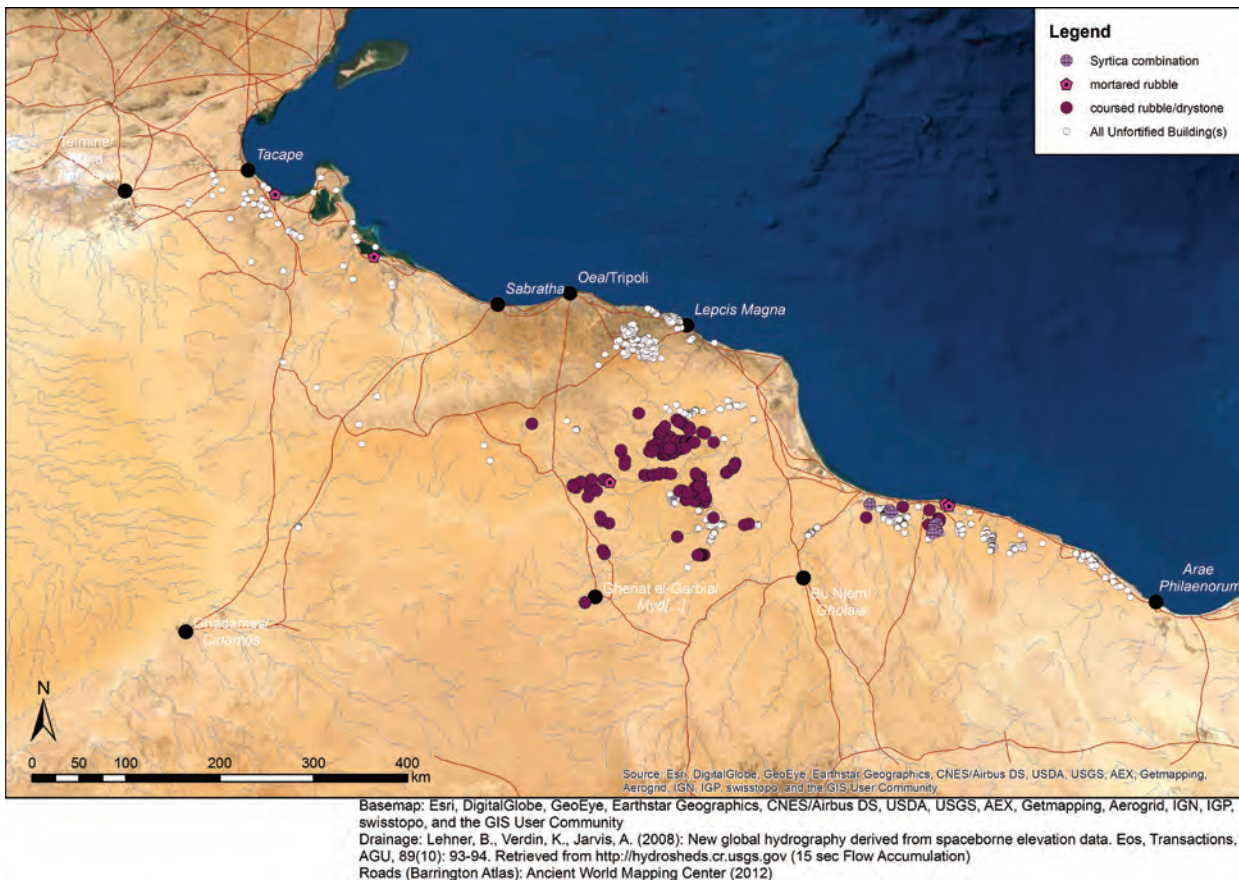 Legend
Syrtica combination
mortared rubble
coursed rubble/drystone
All Unfortified Building(s)
Telmine/
Tacape
Sabratha
Oea/Tripoli
Lepcis Magna
Gheriat el-Garbia/
Myd[...]
Bu Njem/
Gholaia
Arae
Philaenorum
Ghadames/
Cidamus
N
0 50 100 200 300 400
km
Source: Esri, DigitalGlobe, GeoEye, Earthstar Geographics, CNES/Airbus DS, USDA, USGS, AEX, Getmapping,
Aerogrid, IGN, IGP, swisstopo, and the GIS User Community
Basemap: Esri, DigitalGlobe, GeoEye, Earthstar Geographics, CNES/Airbus DS, USDA, USGS, AEX, Getmapping, Aerogrid, IGN, IGP,
swisstopo, and the GIS User Community
Drainage: Lehner, B., Verdin, K., Jarvis, A. (2008): New global hydrography derived from spaceborne elevation data. Eos, Transactions,
AGU, 89(10): 93-94. Retrieved from http://hydrosheds.cr.usgs.gov (15 sec Flow Accumulation)
Roads (Barrington Atlas): Ancient World Mapping Center (2012)